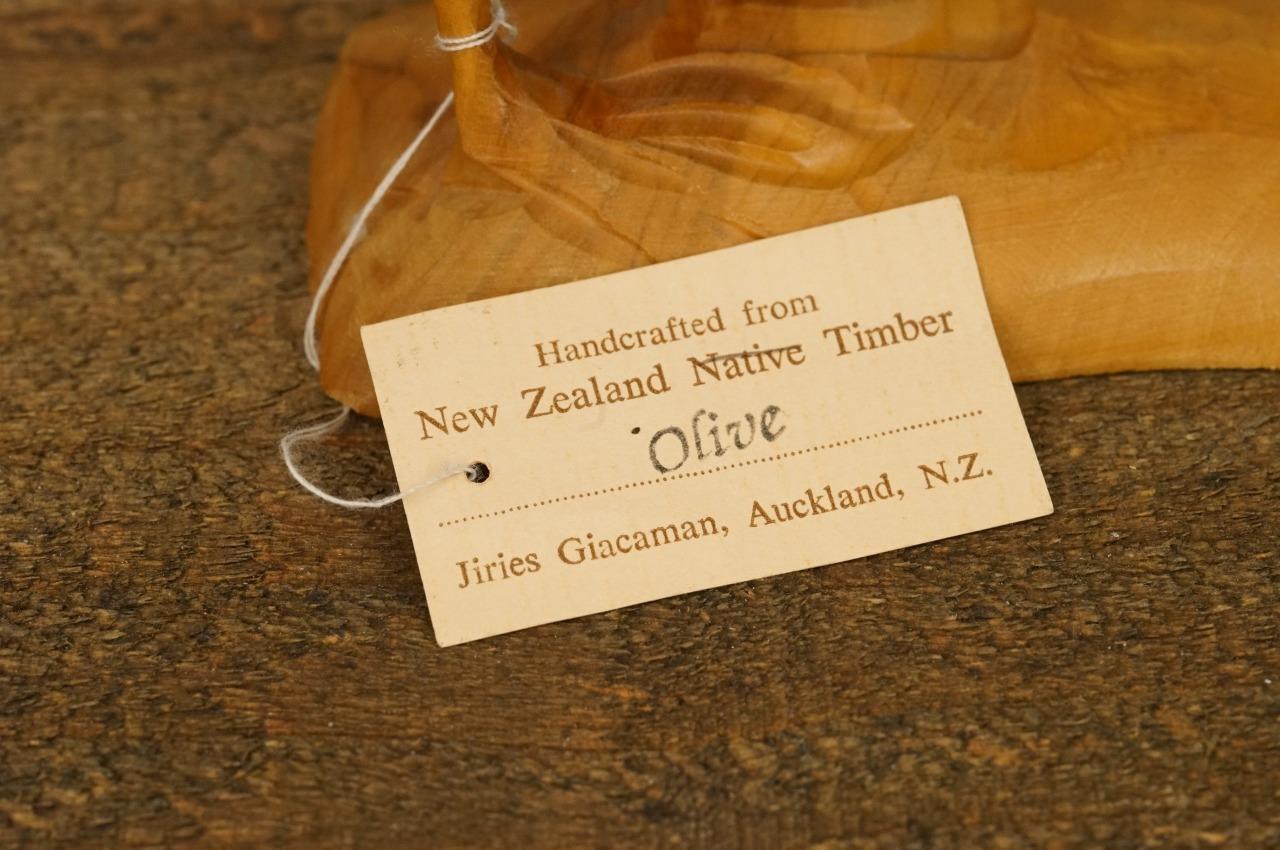 Handcrafted from
New Zealand Native Timber
Olive
Jiries Giacaman, Auckland, N.Z.